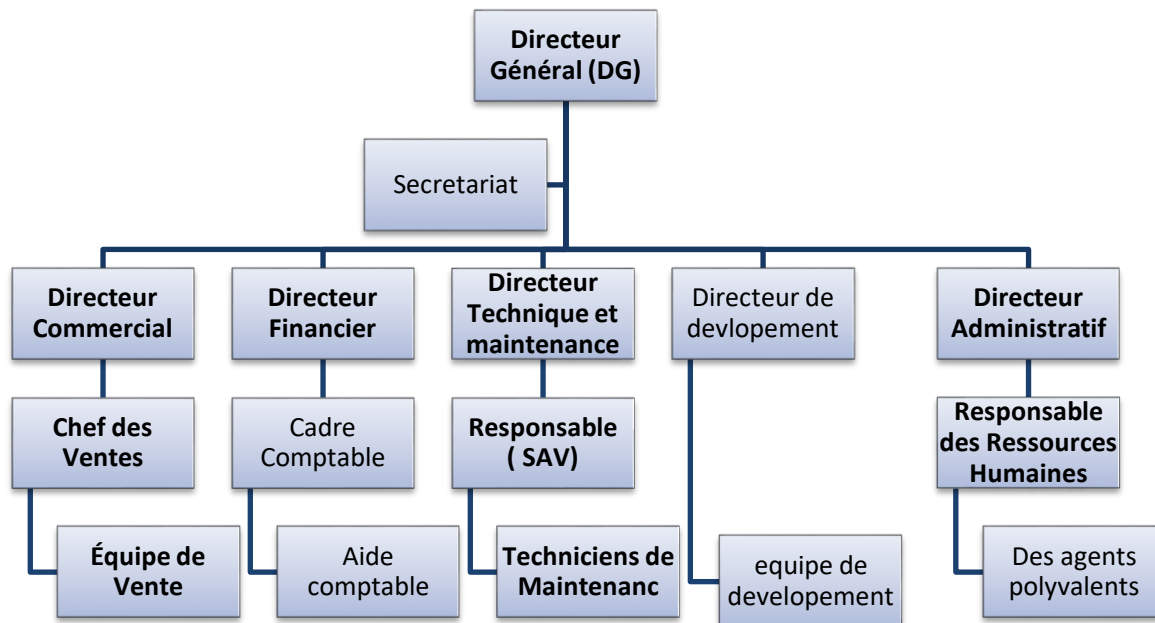 Directeur
Général (DG)
Secretariat
Directeur
Commercial
Directeur
Financier
Directeur
Technique et
maintenance
Directeur de
devlopement
Directeur
Administratif
Chef des
Ventes
Cadre
Comptable
Responsable
( SAV)
Responsable
des Ressources
Humaines
Équipe de
Vente
Aide
comptable
Techniciens de
Maintenanc
equipe de
developement
Des agents
polyvalents